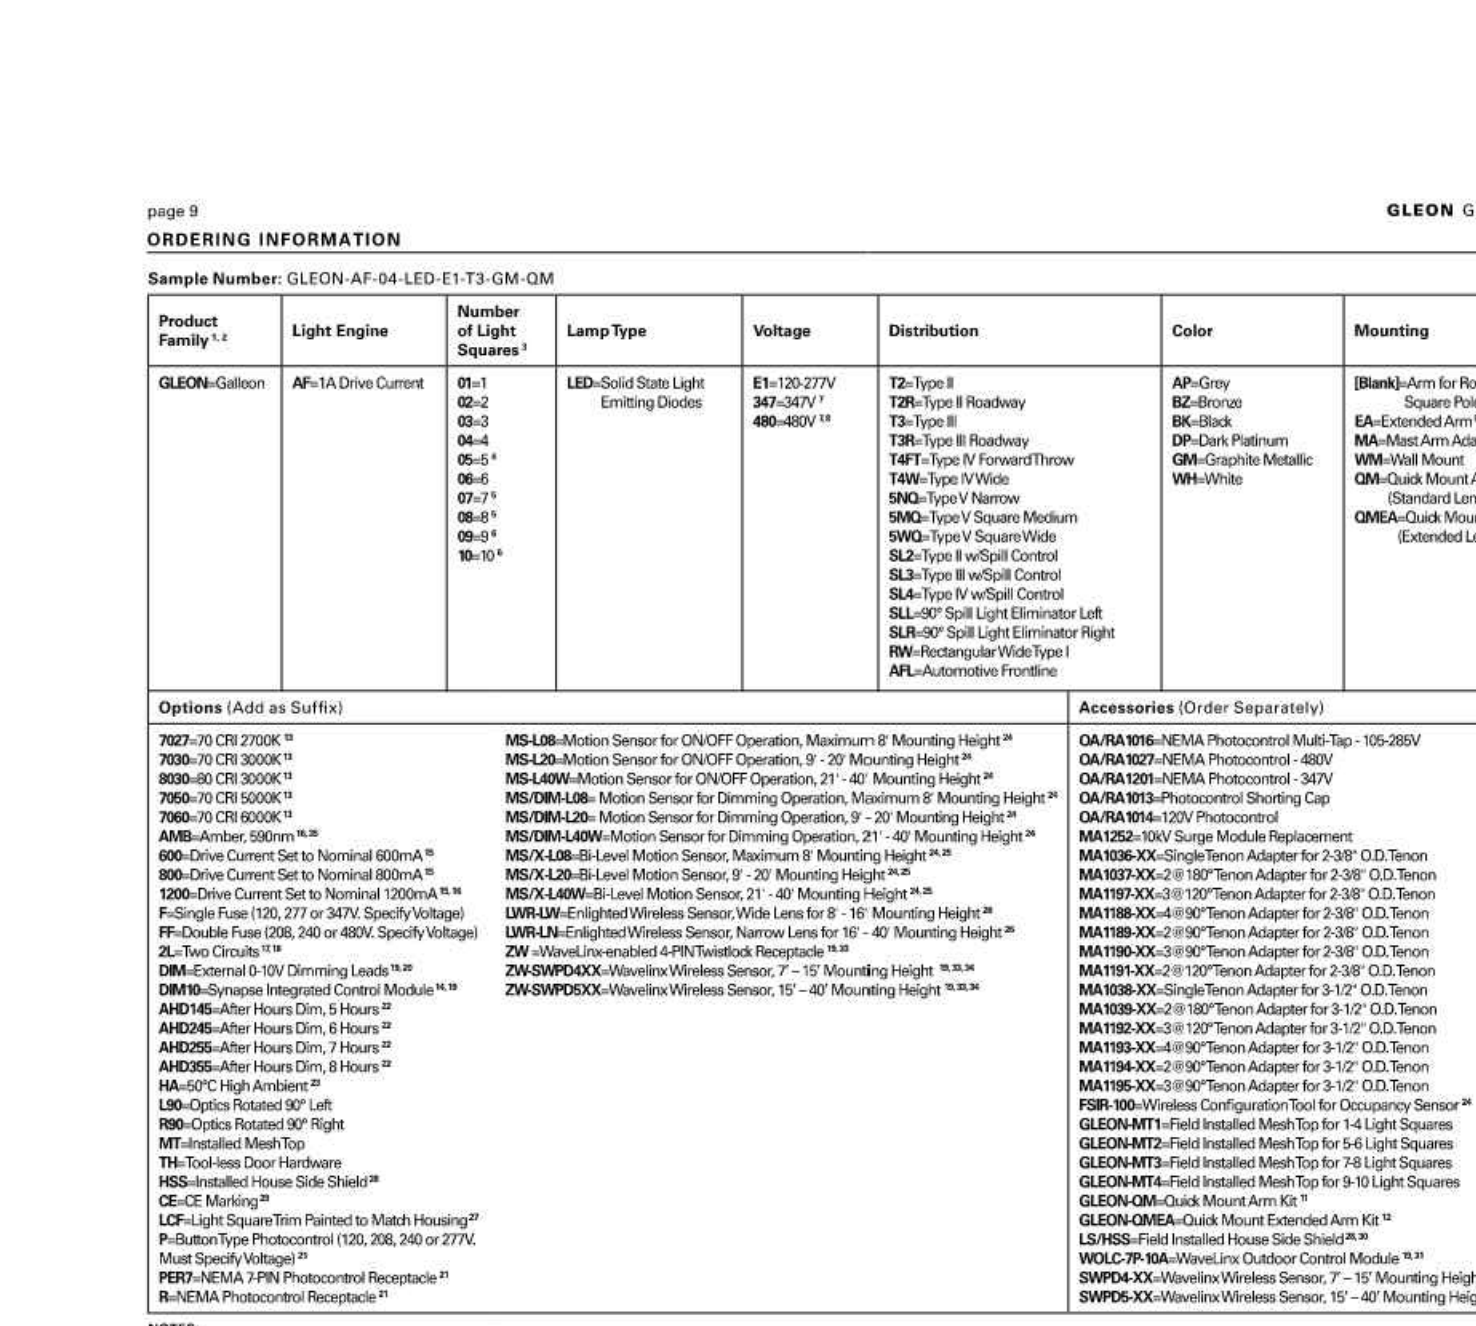 page 9
GLEON G
ORDERING INFORMATION
Sample Number: GLEON-AF-04-LED-E1-T3-GM-QM
Product Family 1, 2
Light Engine
Number of Light Squares 3
Lamp Type
Voltage
Distribution
Color
Mounting
GLEON=Galleon
AF=1A Drive Current
01=1
02=2
03=3
04=4
05=5 4
06=6
07=7 5
08=8 5
09=9 6
10=10 6
LED=Solid State Light
Emitting Diodes
E1=120-277V
347=347V 7
480=480V 7,8
T2=Type II
T2R=Type II Roadway
T3=Type III
T3R=Type III Roadway
T4FT=Type IV Forward Throw
T4W=Type IV Wide
5NQ=Type V Narrow
5MQ=Type V Square Medium
5WQ=Type V Square Wide
SL2=Type II w/Spill Control
SL3=Type III w/Spill Control
SL4=Type IV w/Spill Control
SLL=90° Spill Light Eliminator Left
SLR=90° Spill Light Eliminator Right
RW=Rectangular Wide Type I
AFL=Automotive Frontline
AP=Grey
BZ=Bronze
BK=Black
DP=Dark Platinum
GM=Graphite Metallic
WH=White
[Blank]=Arm for Ro
Square Pole
EA=Extended Arm
MA=Mast Arm Ada
WM=Wall Mount
QM=Quick Mount A
(Standard Len
QMEA=Quick Mou
(Extended Le
Options (Add as Suffix)
7027=70 CRI 2700K 13
7030=70 CRI 3000K 13
8030=80 CRI 3000K 13
7050=70 CRI 5000K 13
7060=70 CRI 6000K 13
AMB=Amber, 590nm
600=Drive Current Set to Nominal 600mA 15
800=Drive Current Set to Nominal 800mA 15
1200=Drive Current Set to Nominal 1200mA 15, 16
F=Single Fuse (120, 277 or 347V. Specify Voltage)
FF=Double Fuse (208, 240 or 480V. Specify Voltage)
2L=Two Circuits 17, 18
DIM=External 0-10V Dimming Leads 19, 20
DIM10=Synapse Integrated Control Module 14, 19
AHD145=After Hours Dim, 5 Hours 22
AHD245=After Hours Dim, 6 Hours 22
AHD255=After Hours Dim, 7 Hours 22
AHD355=After Hours Dim, 8 Hours 22
HA=50°C High Ambient 23
L90=Optics Rotated 90° Left
R90=Optics Rotated 90° Right
MT=Installed Mesh Top
TH=Tool-less Door Hardware
HSS=Installed House Side Shield 28
CE=CE Marking 29
LCF=Light Square Trim Painted to Match Housing 27
P=Button Type Photocontrol (120, 208, 240 or 277V.
Must Specify Voltage) 21
PER7=NEMA 7-PIN Photocontrol Receptacle 21
R=NEMA Photocontrol Receptacle 21
MS-L08=Motion Sensor for ON/OFF Operation, Maximum 8' Mounting Height 24
MS-L20=Motion Sensor for ON/OFF Operation, 9' - 20' Mounting Height 24
MS-L40W=Motion Sensor for ON/OFF Operation, 21' - 40' Mounting Height 24
MS/DIM-L08= Motion Sensor for Dimming Operation, Maximum 8' Mounting Height 24
MS/DIM-L20= Motion Sensor for Dimming Operation, 9' - 20' Mounting Height 24
MS/DIM-L40W=Motion Sensor for Dimming Operation, 21' - 40' Mounting Height 24
MS/X-L08=Bi-Level Motion Sensor, Maximum 8' Mounting Height 24, 25
MS/X-L20=Bi-Level Motion Sensor, 9' - 20' Mounting Height 24, 25
MS/X-L40W=Bi-Level Motion Sensor, 21' - 40' Mounting Height 24, 25
LWR-LW=Enlighted Wireless Sensor, Wide Lens for 8' - 16' Mounting Height 26
LWR-LN=Enlighted Wireless Sensor, Narrow Lens for 16' - 40' Mounting Height 26
ZW =WaveLinx-enabled 4-PIN Twistlock Receptacle 19, 33
ZW-SWPD4XX=Wavelinx Wireless Sensor, 7' – 15' Mounting Height 19, 33, 34
ZW-SWPD5XX=Wavelinx Wireless Sensor, 15' – 40' Mounting Height 19, 33, 34
Accessories (Order Separately)
OA/RA1016=NEMA Photocontrol Multi-Tap - 105-285V
OA/RA1027=NEMA Photocontrol - 480V
OA/RA1201=NEMA Photocontrol - 347V
OA/RA1013=Photocontrol Shorting Cap
OA/RA1014=120V Photocontrol
MA1252=10kV Surge Module Replacement
MA1036-XX=Single Tenon Adapter for 2-3/8" O.D. Tenon
MA1037-XX=2@180° Tenon Adapter for 2-3/8" O.D. Tenon
MA1197-XX=3@120° Tenon Adapter for 2-3/8" O.D. Tenon
MA1188-XX=4@90° Tenon Adapter for 2-3/8" O.D. Tenon
MA1189-XX=2@90° Tenon Adapter for 2-3/8" O.D. Tenon
MA1190-XX=3@90° Tenon Adapter for 2-3/8" O.D. Tenon
MA1191-XX=2@120° Tenon Adapter for 2-3/8" O.D. Tenon
MA1038-XX=Single Tenon Adapter for 3-1/2" O.D. Tenon
MA1039-XX=2@180° Tenon Adapter for 3-1/2" O.D. Tenon
MA1192-XX=3@120° Tenon Adapter for 3-1/2" O.D. Tenon
MA1193-XX=4@90° Tenon Adapter for 3-1/2" O.D. Tenon
MA1194-XX=2@90° Tenon Adapter for 3-1/2" O.D. Tenon
MA1195-XX=3@90° Tenon Adapter for 3-1/2" O.D. Tenon
FSIR-100=Wireless Configuration Tool for Occupancy Sensor 24
GLEON-MT1=Field Installed Mesh Top for 1-4 Light Squares
GLEON-MT2=Field Installed Mesh Top for 5-6 Light Squares
GLEON-MT3=Field Installed Mesh Top for 7-8 Light Squares
GLEON-MT4=Field Installed Mesh Top for 9-10 Light Squares
GLEON-QM=Quick Mount Arm Kit 11
GLEON-QMEA=Quick Mount Extended Arm Kit 12
LS/HSS=Field Installed House Side Shield 28, 30
WOLC-7P-10A=WaveLinx Outdoor Control Module 19, 31
SWPD4-XX=Wavelinx Wireless Sensor, 7' – 15' Mounting Heigh
SWPD5-XX=Wavelinx Wireless Sensor, 15' – 40' Mounting Heig